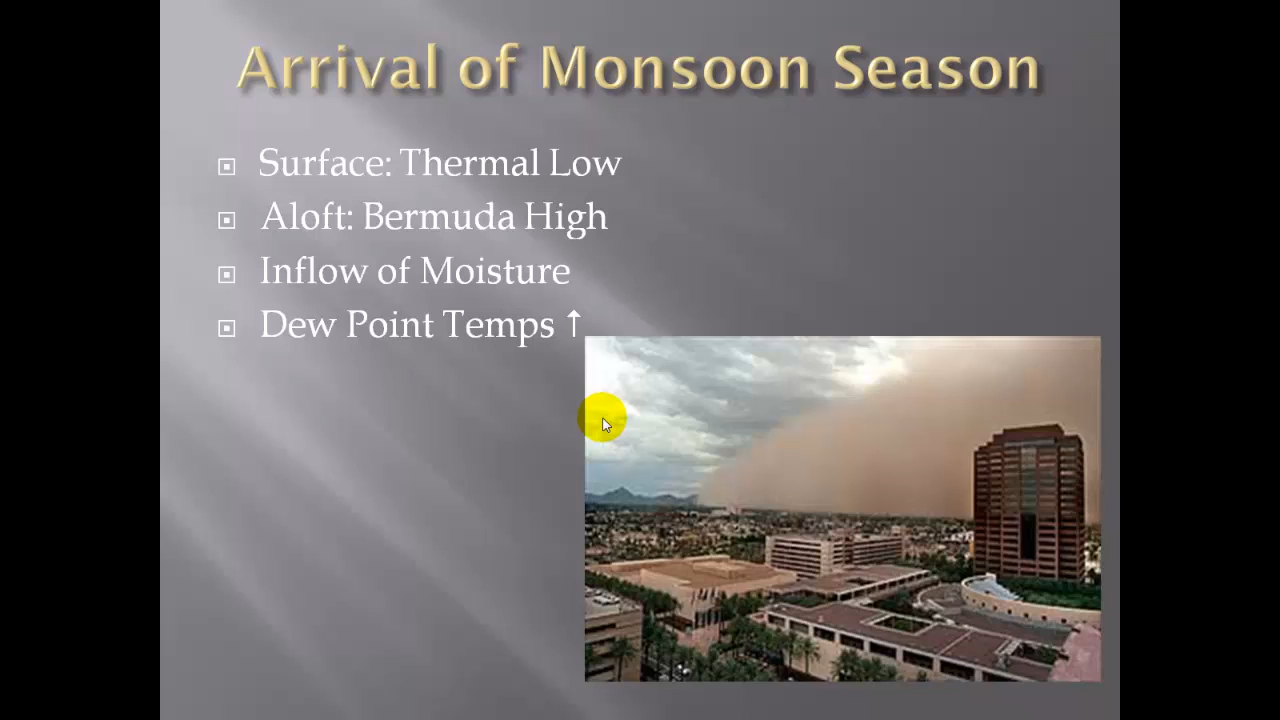 Arrival of Monsoon Season
Surface: Thermal Low
Aloft: Bermuda High
Inflow of Moisture
Dew Point Temps ↑